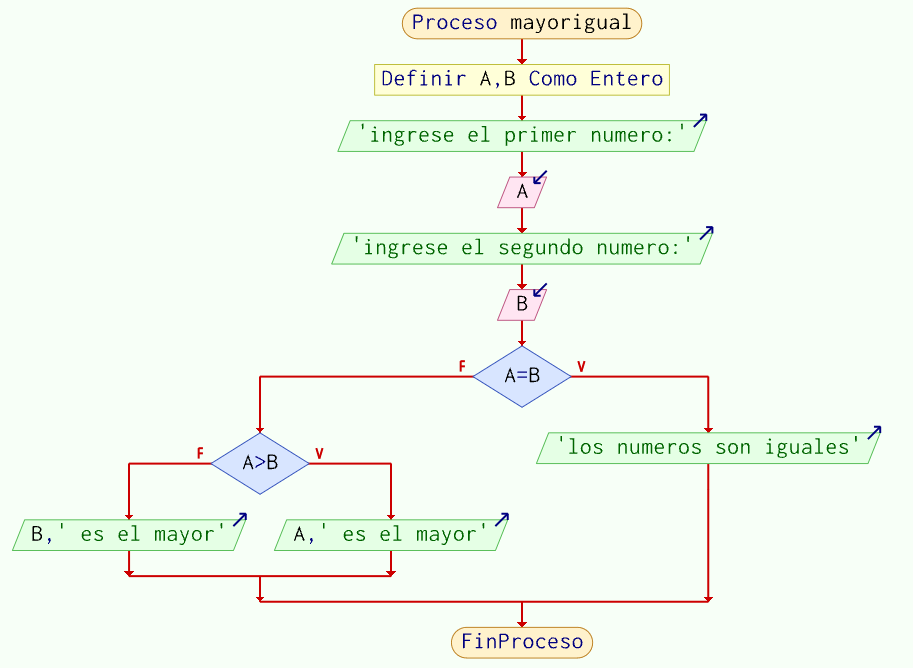 Proceso mayorigual
Definir A,B Como Entero
'ingrese el primer numero:'
A
'ingrese el segundo numero:'
B
F
A=B
V
F
A>B
V
'los numeros son iguales'
B,' es el mayor'
A,' es el mayor'
FinProceso